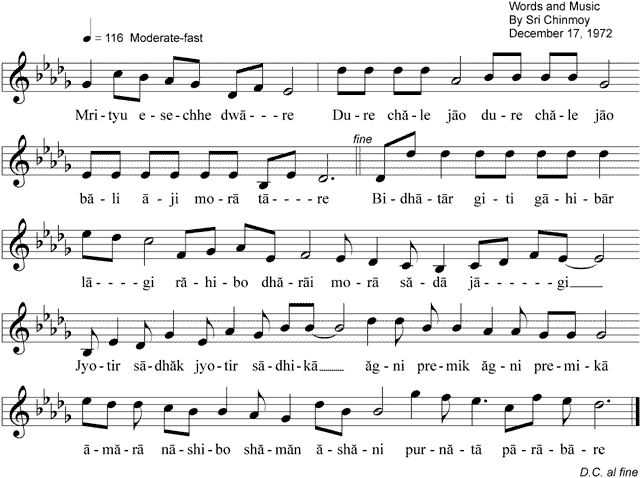 Words and Music
By Sri Chinmoy
December 17, 1972
= 116 Moderate-fast
Mri-tyu e-se-chhe dwā----re Du-re chă-le jāo du-re chă-le jāo
fine
bă-li ā-ji mo-rā tā----re Bi-dhā-tār gi-ti gā-hi-bār
lā----gi ră-hi-bo dhă-rāi mo-rā să-dā jā-----gi
Jyo-tir sā-dhăk jyo-tir sā-dhi-kā ăg-ni pre-mik ăg-ni pre-mi-kā
ā-mă-rā nā-shi-bo shă-măn ă-shă-ni pur-nă-tā pā-ră-bā-re
D.C. al fine